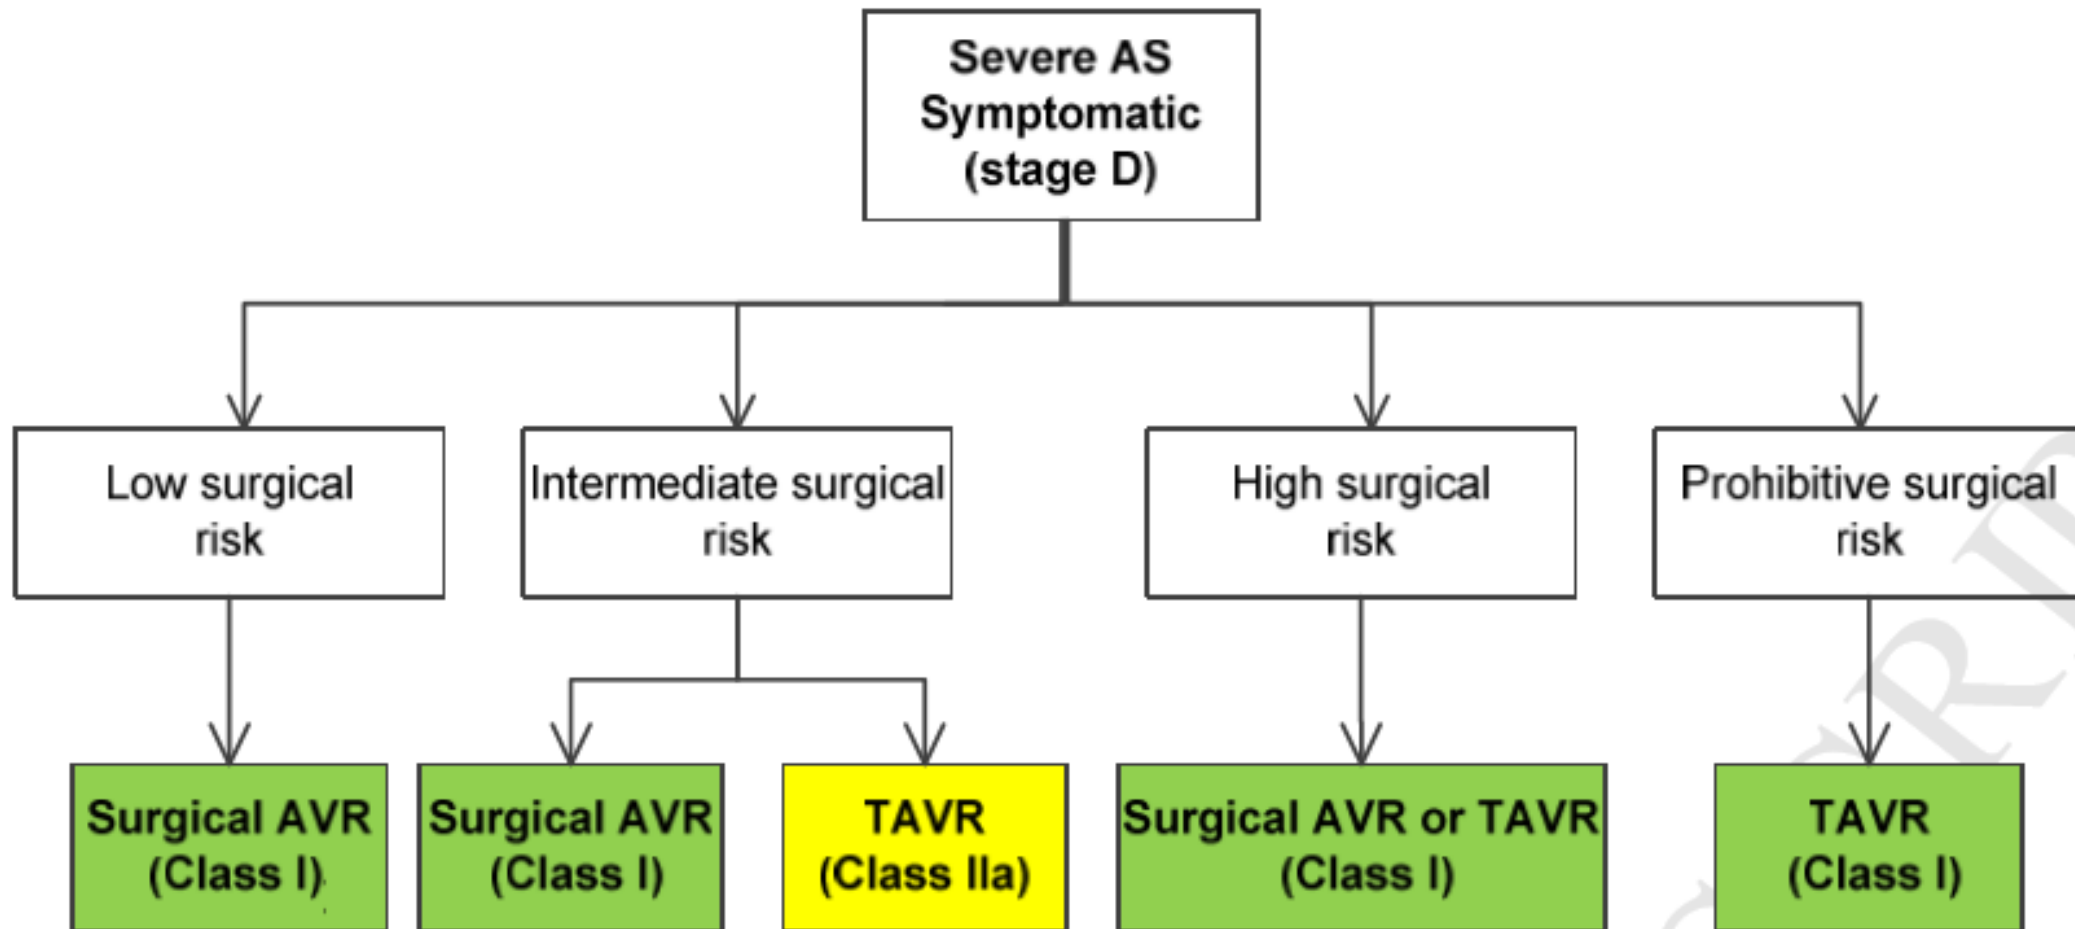 Severe AS
Symptomatic
(stage D)
Low surgical
risk
Intermediate surgical
risk
High surgical
risk
Prohibitive surgical
risk
Surgical AVR
(Class I)
Surgical AVR
(Class I)
TAVR
(Class IIa)
Surgical AVR or TAVR
(Class I)
TAVR
(Class I)